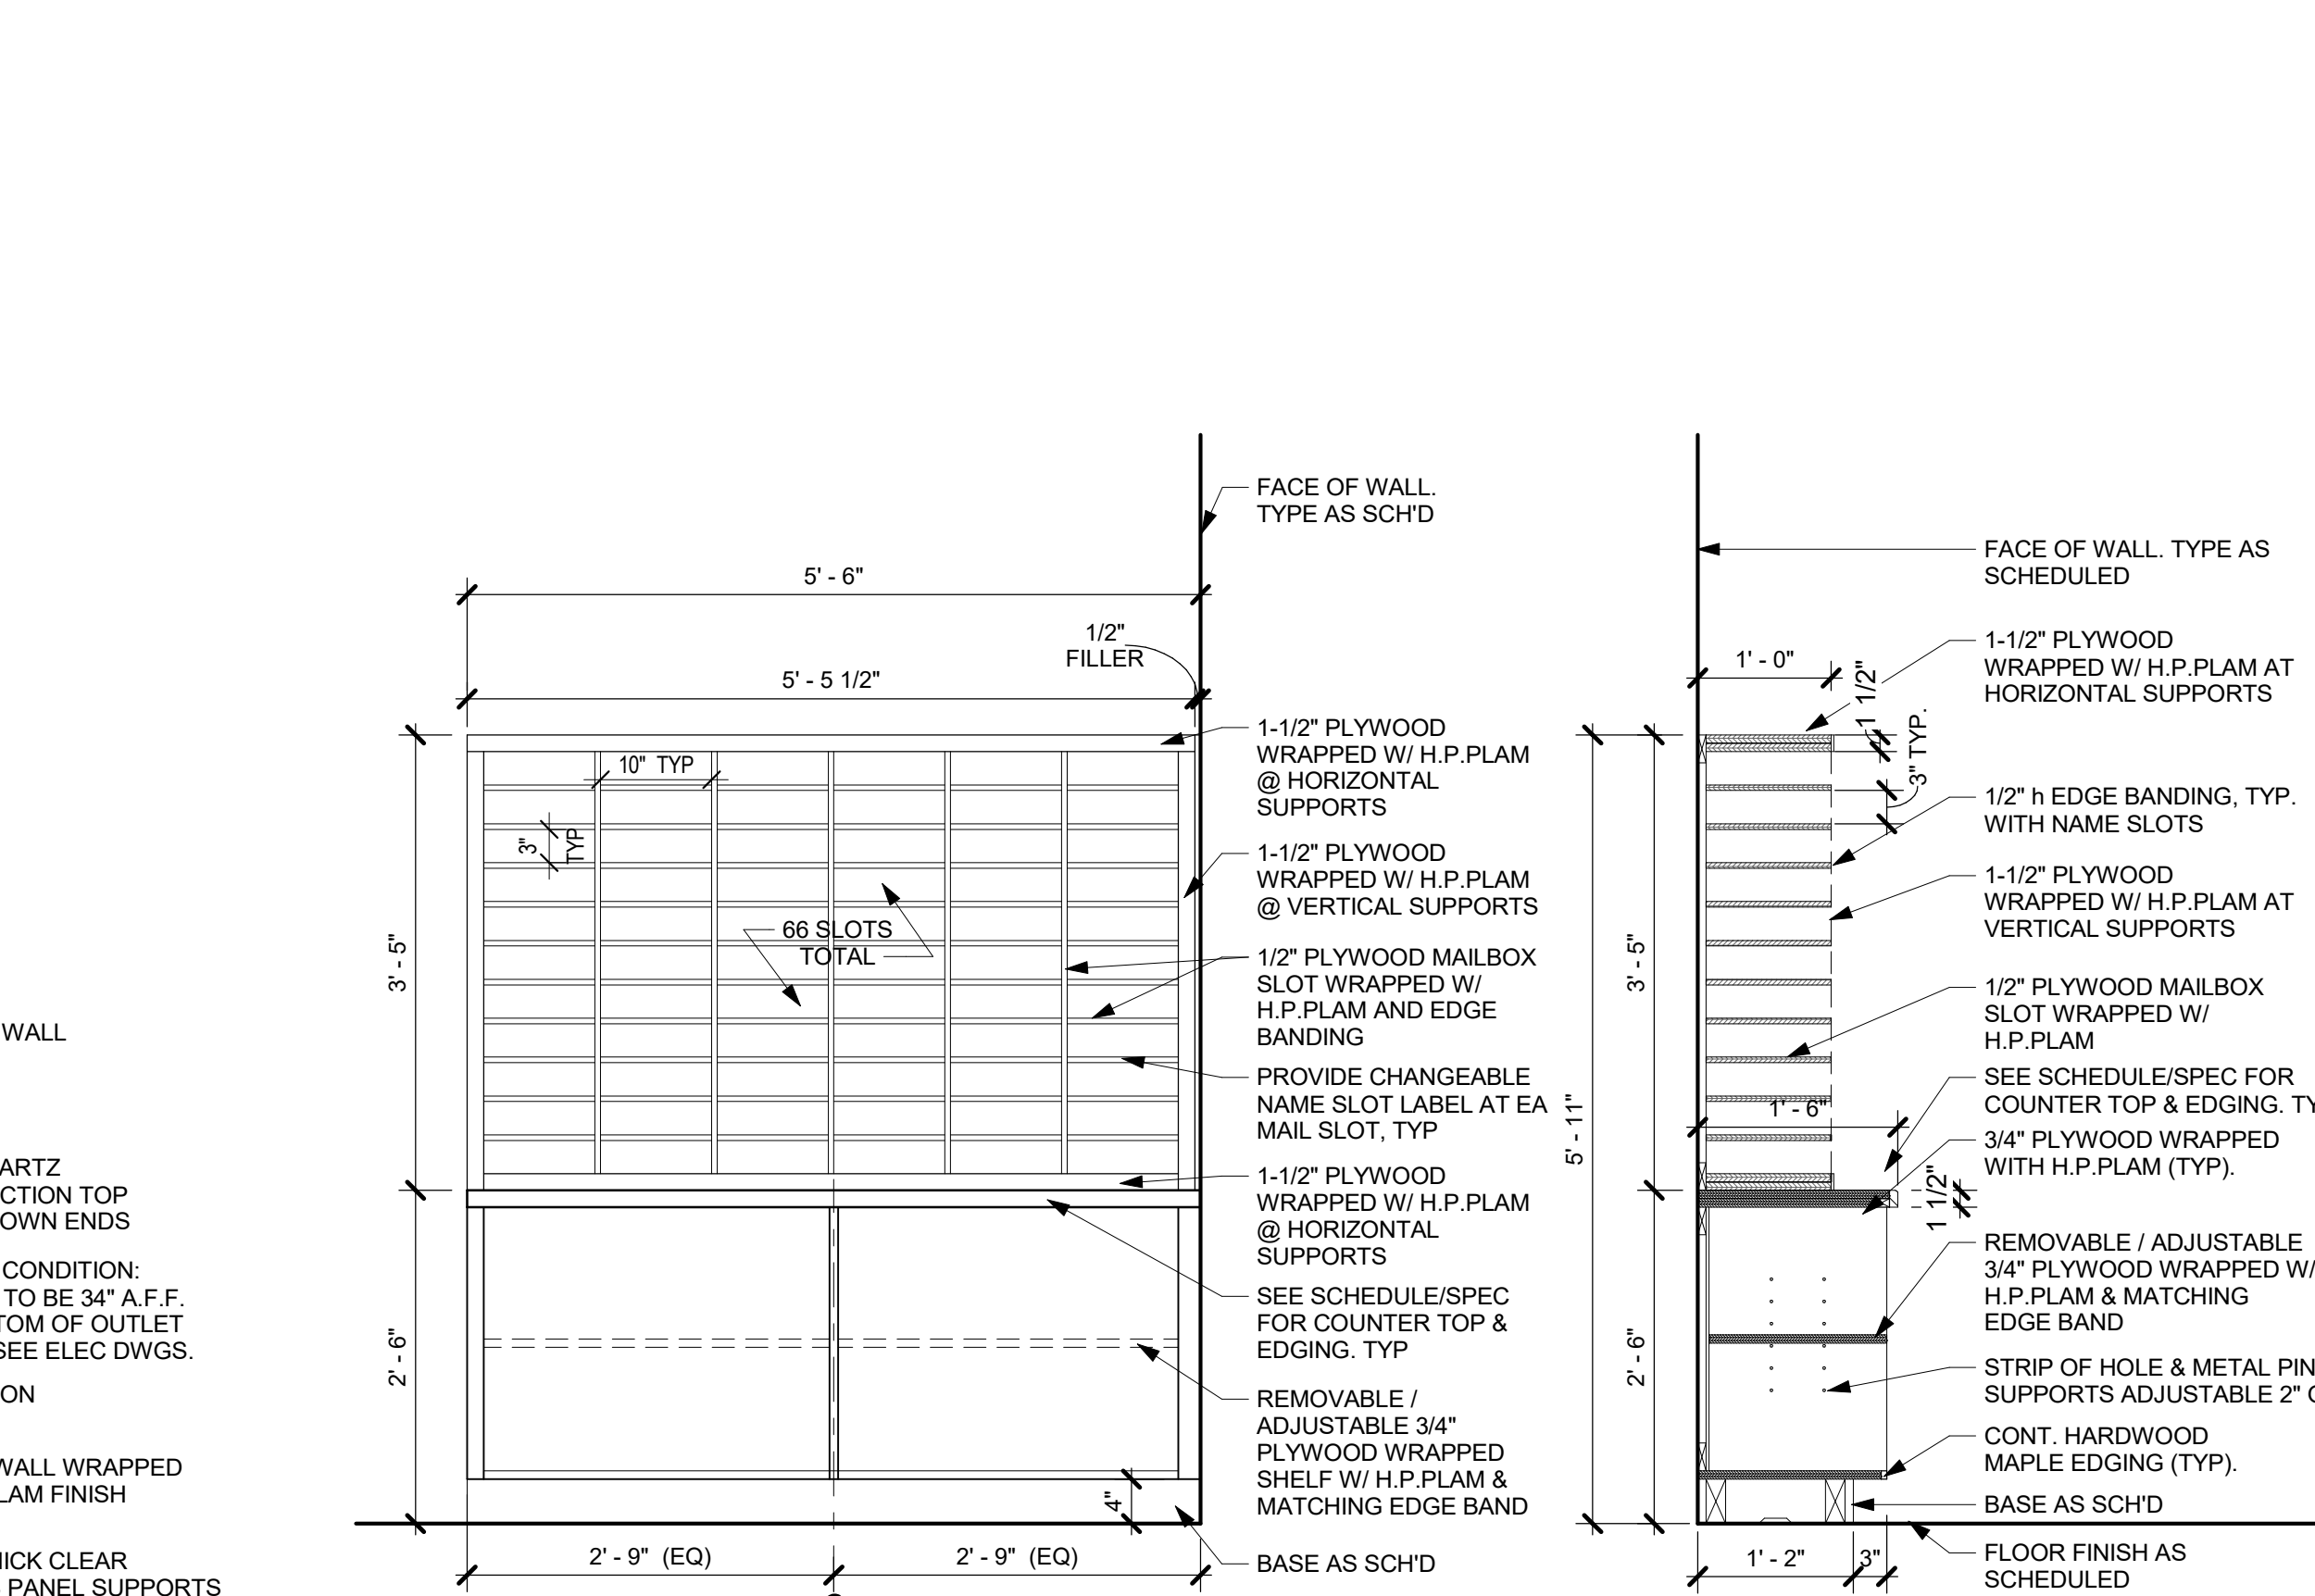 WALL
ARTZ
CTION TOP
OWN ENDS
CONDITION:
TO BE 34" A.F.F.
TOM OF OUTLET
SEE ELEC DWGS.
ON
WALL WRAPPED
LAM FINISH
HICK CLEAR
PANEL SUPPORTS
5' - 6"
1/2"
FILLER
5' - 5 1/2"
10" TYP
3"
TYP
66 SLOTS
TOTAL
3' - 5"
2' - 6"
4"
2' - 9" (EQ)
2' - 9" (EQ)
FACE OF WALL.
TYPE AS SCH'D
1-1/2" PLYWOOD
WRAPPED W/ H.P.PLAM
@ HORIZONTAL
SUPPORTS
1-1/2" PLYWOOD
WRAPPED W/ H.P.PLAM
@ VERTICAL SUPPORTS
1/2" PLYWOOD MAILBOX
SLOT WRAPPED W/
H.P.PLAM AND EDGE
BANDING
PROVIDE CHANGEABLE
NAME SLOT LABEL AT EA
MAIL SLOT, TYP
1-1/2" PLYWOOD
WRAPPED W/ H.P.PLAM
@ HORIZONTAL
SUPPORTS
SEE SCHEDULE/SPEC
FOR COUNTER TOP &
EDGING. TYP
REMOVABLE /
ADJUSTABLE 3/4"
PLYWOOD WRAPPED
SHELF W/ H.P.PLAM &
MATCHING EDGE BAND
BASE AS SCH'D
5' - 11"
3' - 5"
2' - 6"
1' - 0"
1 1/2"
3" TYP.
1' - 6"
1 1/2"
1' - 2"
3"
FACE OF WALL. TYPE AS
SCHEDULED
1-1/2" PLYWOOD
WRAPPED W/ H.P.PLAM AT
HORIZONTAL SUPPORTS
1/2" h EDGE BANDING, TYP.
WITH NAME SLOTS
1-1/2" PLYWOOD
WRAPPED W/ H.P.PLAM AT
VERTICAL SUPPORTS
1/2" PLYWOOD MAILBOX
SLOT WRAPPED W/
H.P.PLAM
SEE SCHEDULE/SPEC FOR
COUNTER TOP & EDGING. TY
3/4" PLYWOOD WRAPPED
WITH H.P.PLAM (TYP).
REMOVABLE / ADJUSTABLE
3/4" PLYWOOD WRAPPED W/
H.P.PLAM & MATCHING
EDGE BAND
STRIP OF HOLE & METAL PIN
SUPPORTS ADJUSTABLE 2"
CONT. HARDWOOD
MAPLE EDGING (TYP).
BASE AS SCH'D
FLOOR FINISH AS
SCHEDULED